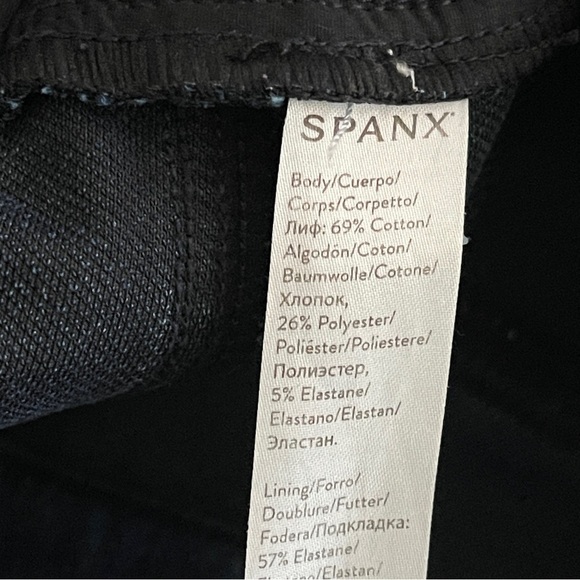 SPANX
Body/Cuerpo/
Corps/Corpetto/
Лиф: 69% Cotton/
Algodón/Coton/
Baumwolle/Cotone/
Хлопок,
26% Polyester/
Poliéster/Poliestere/
Полиэстер,
5% Elastane/
Elastano/Elastan/
Эластан.
Lining/Forro/
Doublure/Futter/
Fodera/Подкладка:
57% Elastane/
/Elastan/